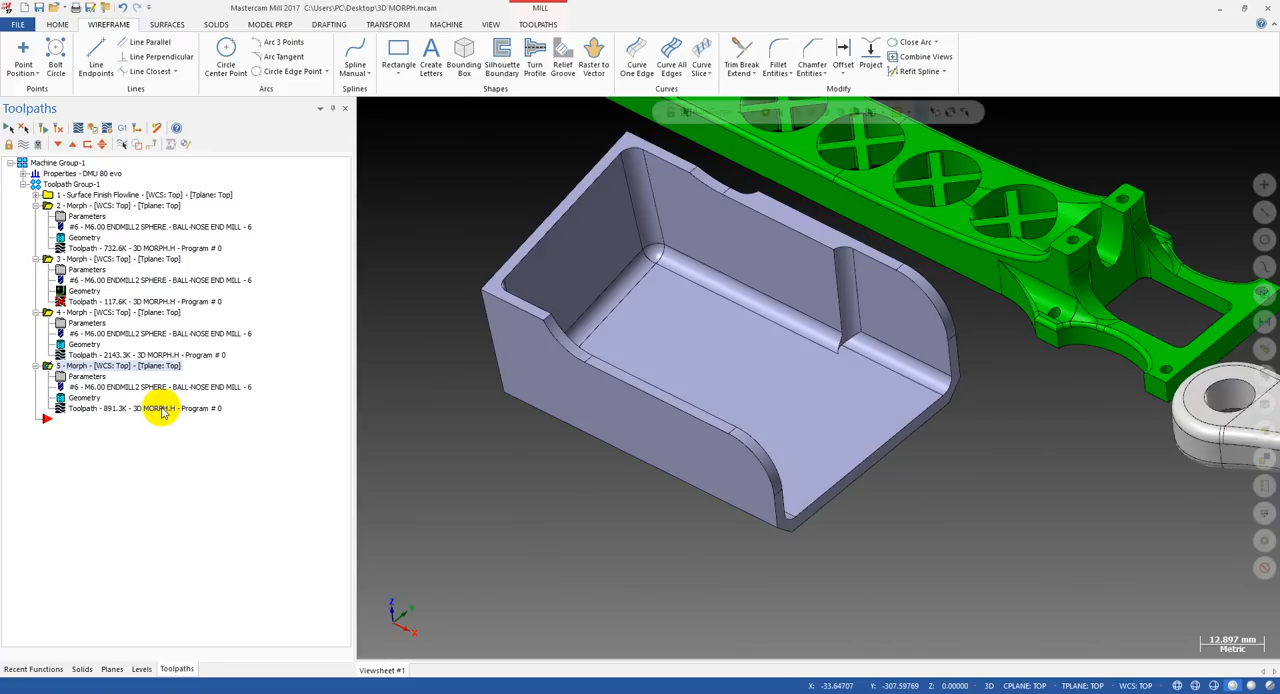 Mastercam Mill 2017 C:\Users\PC\Desktop\3D MORPH.mcam
MILL
FILE HOME WIREFRAME SURFACES SOLIDS MODEL PREP DRAFTING TRANSFORM MACHINE VIEW TOOLPATHS
Point Position
Bolt Circle
Points
Line Endpoints
Line Parallel
Line Perpendicular
Line Closest
Lines
Circle Center Point
Arc 3 Points
Arc Tangent
Circle Edge Point
Arcs
Spline Manual
Splines
Rectangle
Create Letters
Bounding Box
Silhouette Boundary
Turn Profile
Relief Groove
Raster to Vector
Shapes
Curve One Edge
Curve All Edges
Curve Slice
Curves
Trim Break Extend
Fillet Entities
Chamfer Entities
Offset
Project
Close Arc
Combine Views
Refit Spline
Modify
Toolpaths
G1
Machine Group-1
Properties - DMU 80 evo
Toolpath Group-1
1 - Surface Finish Flowline - [WCS: Top] - [Tplane: Top]
2 - Morph - [WCS: Top] - [Tplane: Top]
Parameters
#6 - M6.00 ENDMILL2 SPHERE - BALL-NOSE END MILL - 6
Geometry
Toolpath - 732.6K - 3D MORPH.H - Program # 0
3 - Morph - [WCS: Top] - [Tplane: Top]
Parameters
#6 - M6.00 ENDMILL2 SPHERE - BALL-NOSE END MILL - 6
Geometry
Toolpath - 117.6K - 3D MORPH.H - Program # 0
4 - Morph - [WCS: Top] - [Tplane: Top]
Parameters
#6 - M6.00 ENDMILL2 SPHERE - BALL-NOSE END MILL - 6
Geometry
Toolpath - 2143.3K - 3D MORPH.H - Program # 0
5 - Morph - [WCS: Top] - [Tplane: Top]
Parameters
#6 - M6.00 ENDMILL2 SPHERE - BALL-NOSE END MILL - 6
Geometry
Toolpath - 891.3K - 3D MORPH.H - Program # 0
Z
X
12.897 mm
Metric
Recent Functions Solids Planes Levels Toolpaths
Viewsheet #1
X: -33.64707 Y: -307.59769 Z: 0.00000 3D CPLANE: TOP TPLANE: TOP WCS: TOP